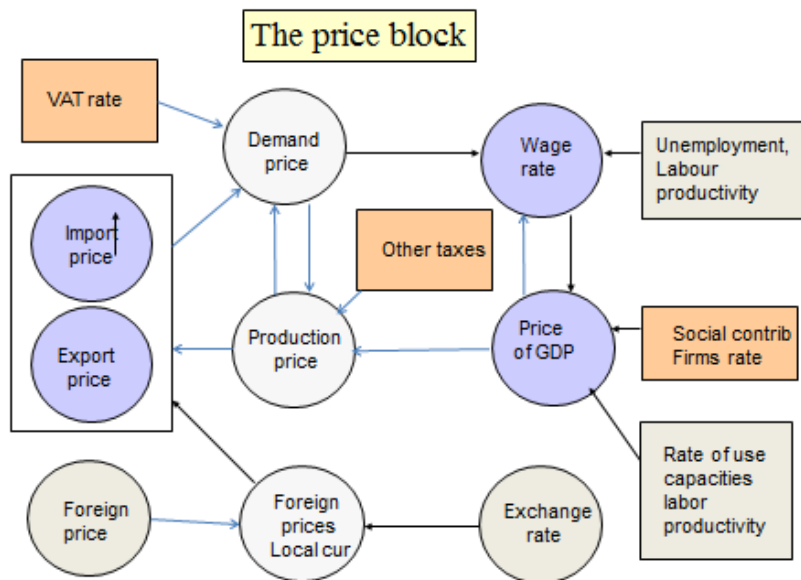 The price block
VAT rate
Demand
price
Wage
rate
Unemployment,
Labour
productivity
Import
price
Other taxes
Export
price
Production
price
Price
of GDP
Social contrib
Firms rate
Rate of use
capacities
labor
productivity
Foreign
price
Foreign
prices
Local cur
Exchange
rate